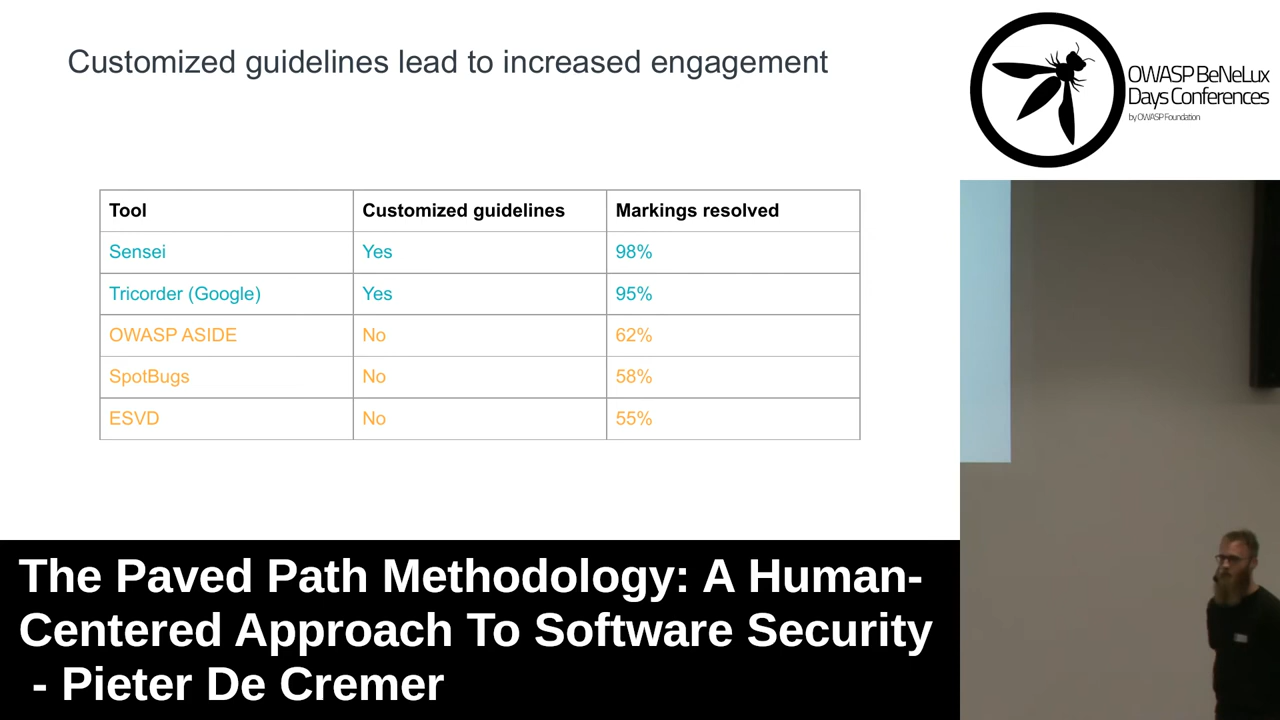 Customized guidelines lead to increased engagement
OWASP BeNeLux
Days Conferences
by OWASP Foundation
Tool Customized guidelines Markings resolved
Sensei Yes 98%
Tricorder (Google) Yes 95%
OWASP ASIDE No 62%
SpotBugs No 58%
ESVD No 55%
The Paved Path Methodology: A Human-
Centered Approach To Software Security
- Pieter De Cremer